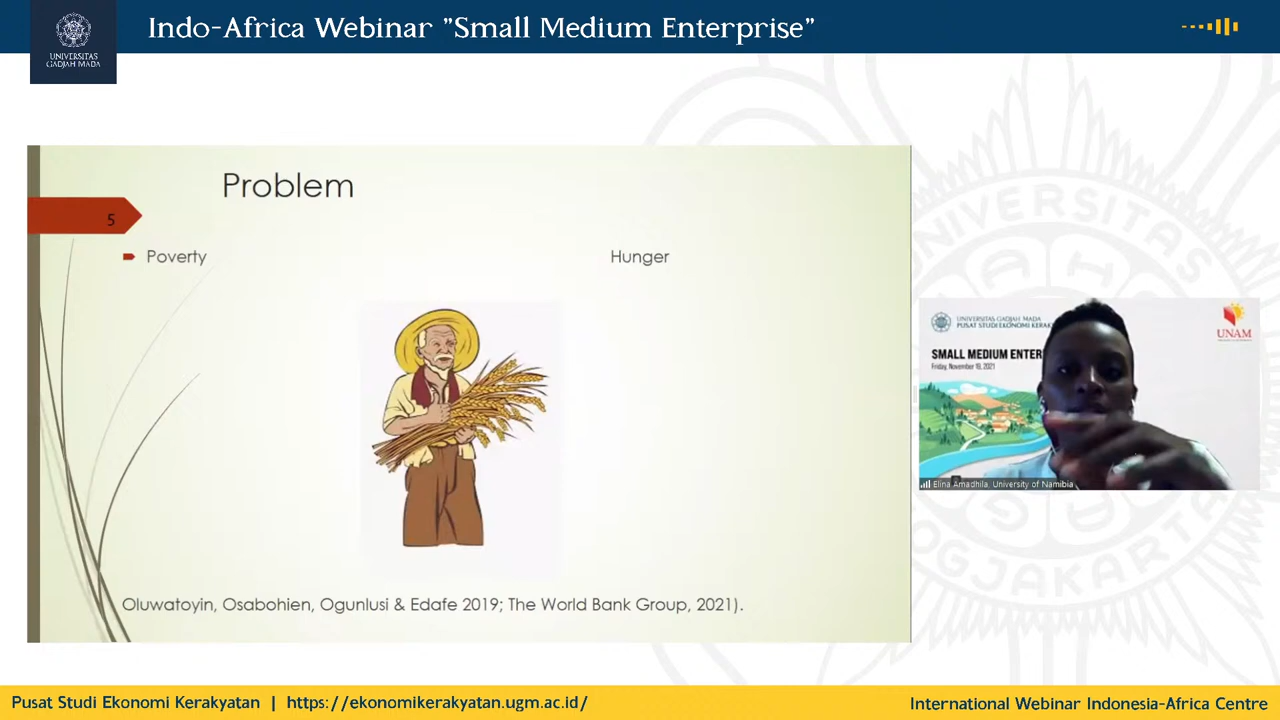 Indo-Africa Webinar "Small Medium Enterprise"
UNIVERSITAS
GADJAH MADA
Problem
5
Poverty
Hunger
Oluwatoyin, Osabohien, Ogunlusi & Edafe 2019; The World Bank Group, 2021).
UNIVERSITAS GADJAH MADA
PUSAT STUDI EKONOMI KERAK
SMALL MEDIUM ENTER
Friday, November 19, 2021
UNAM
Elina Amadhila, University of Namibia
Pusat Studi Ekonomi Kerakyatan | https://ekonomikerakyatan.ugm.ac.id/
International Webinar Indonesia-Africa Centre